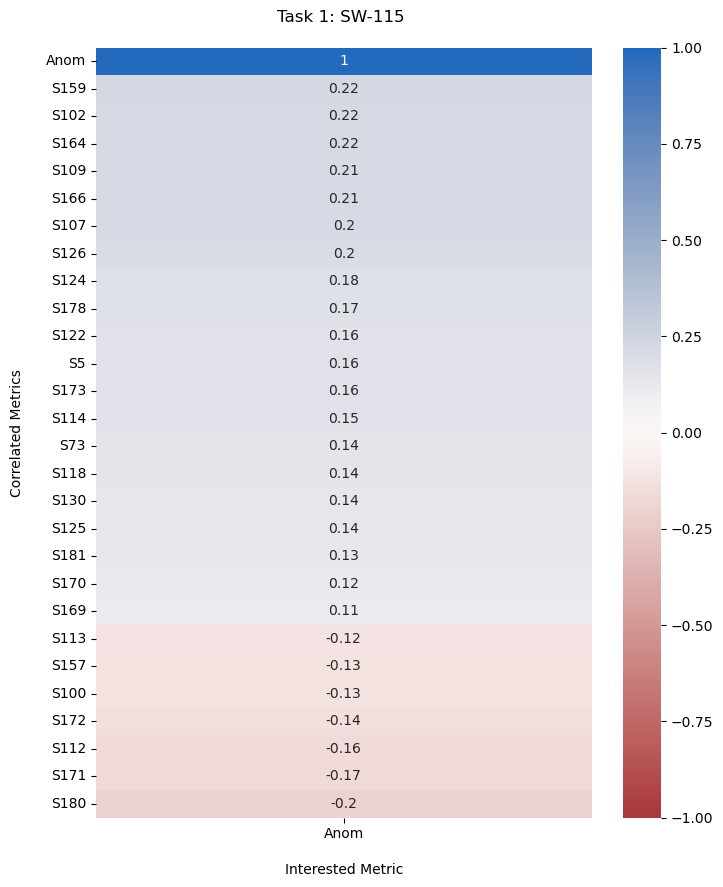 Task 1: SW-115
Correlated Metrics
Anom 1
S159 0.22
S102 0.22
S164 0.22
S109 0.21
S166 0.21
S107 0.2
S126 0.2
S124 0.18
S178 0.17
S122 0.16
S5 0.16
S173 0.16
S114 0.15
S73 0.14
S118 0.14
S130 0.14
S125 0.14
S181 0.13
S170 0.12
S169 0.11
S113 -0.12
S157 -0.13
S100 -0.13
S172 -0.14
S112 -0.16
S171 -0.17
S180 -0.2
Anom
Interested Metric
1.00
0.75
0.50
0.25
0.00
−0.25
−0.50
−0.75
−1.00